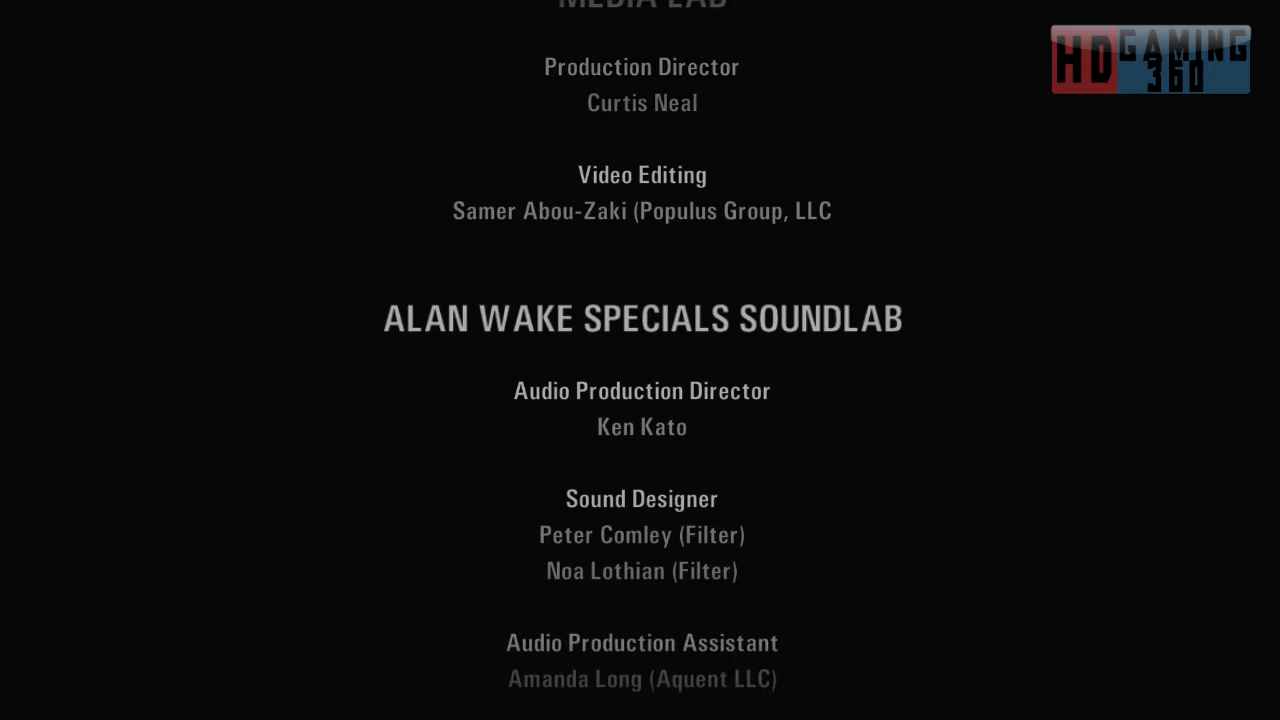 MEDIA LAB
HD GAMING
360
Production Director
Curtis Neal
Video Editing
Samer Abou-Zaki (Populus Group, LLC
ALAN WAKE SPECIALS SOUNDLAB
Audio Production Director
Ken Kato
Sound Designer
Peter Comley (Filter)
Noa Lothian (Filter)
Audio Production Assistant
Amanda Long (Aquent LLC)